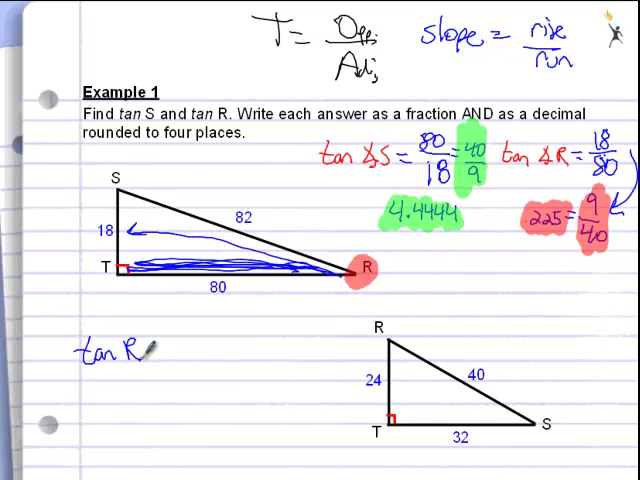 T = Opp. / Adj. slope = rise / run
Example 1
Find tan S and tan R. Write each answer as a fraction AND as a decimal
rounded to four places.
tan ∡S = 80/18 = 40/9 tan ∡R = 18/80
4.4444 225 = 9/40
S
82
18
T R
80
R
tan R
24 40
T S
32